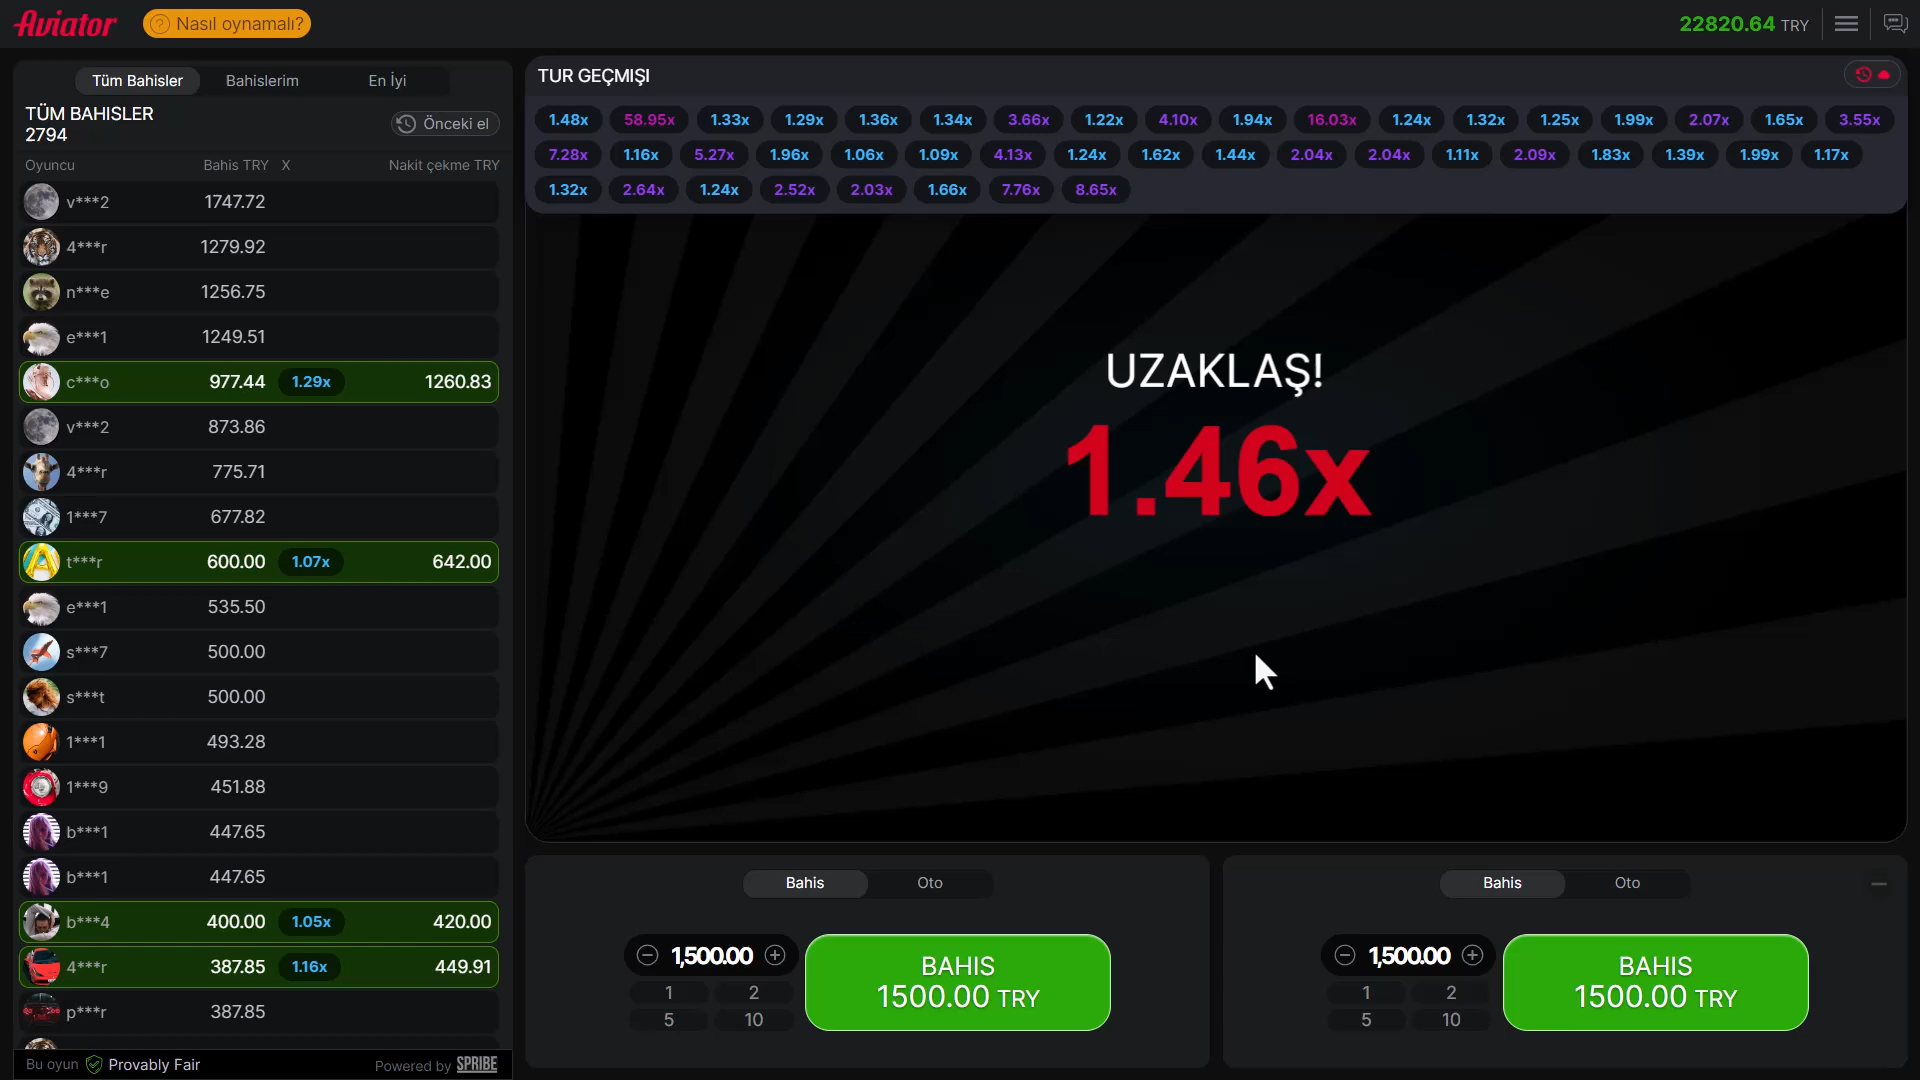 Aviator
? Nasıl oynamalı?
22820.64 TRY
Tüm Bahisler
Bahislerim
En İyi
TÜM BAHISLER
2794
Önceki el
Oyuncu Bahis TRY X Nakit çekme TRY
v***2 1747.72
4***r 1279.92
n***e 1256.75
e***1 1249.51
c***o 977.44 1.29x 1260.83
v***2 873.86
4***r 775.71
1***7 677.82
t***r 600.00 1.07x 642.00
e***1 535.50
s***7 500.00
s***t 500.00
1***1 493.28
1***9 451.88
b***1 447.65
b***1 447.65
b***4 400.00 1.05x 420.00
4***r 387.85 1.16x 449.91
p***r 387.85
Bu oyun Provably Fair Powered by SPRIBE
TUR GEÇMIŞI
1.48x 58.95x 1.33x 1.29x 1.36x 1.34x 3.66x 1.22x 4.10x 1.94x 16.03x 1.24x 1.32x 1.25x 1.99x 2.07x 1.65x 3.55x
7.28x 1.16x 5.27x 1.96x 1.06x 1.09x 4.13x 1.24x 1.62x 1.44x 2.04x 2.04x 1.11x 2.09x 1.83x 1.39x 1.99x 1.17x
1.32x 2.64x 1.24x 2.52x 2.03x 1.66x 7.76x 8.65x
UZAKLAŞ!
1.46x
Bahis Oto
1,500.00
1 2
5 10
BAHIS
1500.00 TRY
Bahis Oto
1,500.00
1 2
5 10
BAHIS
1500.00 TRY